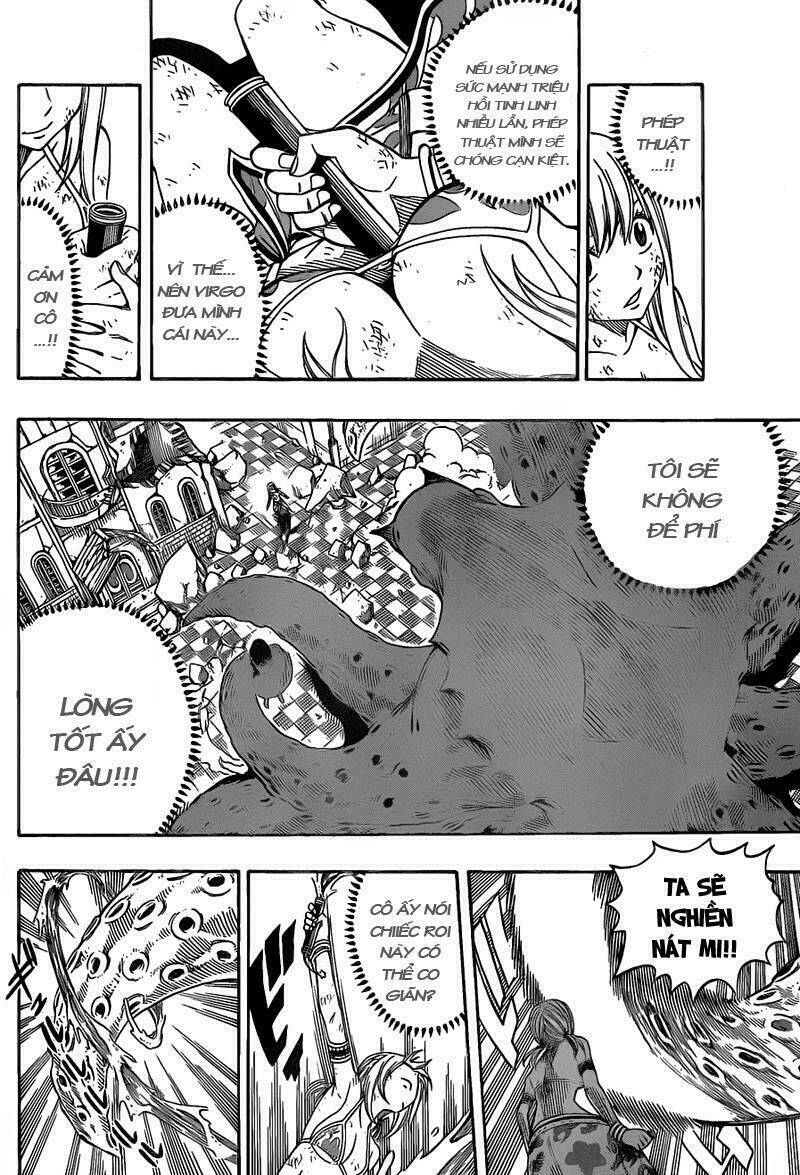 PHÉP
THUẬT
...!!
NẾU SỬ DỤNG
SỨC MẠNH TRIỆU
HỒI TINH LINH
NHIỀU LẦN, PHÉP
THUẬT MÌNH SẼ
CHÓNG CẠN KIỆT.
VÌ THẾ...
NÊN VIRGO
ĐƯA MÌNH
CÁI NÀY...
CẢM
ƠN
CÔ
...!!
TÔI SẼ
KHÔNG
ĐỂ PHÍ
LÒNG
TỐT ẤY
ĐÂU!!!
TA SẼ
NGHIỀN
NÁT MI!!
CÔ ẤY NÓI
CHIIẾC ROI
NÀY CÓ
THỂ CO
GIÃN?